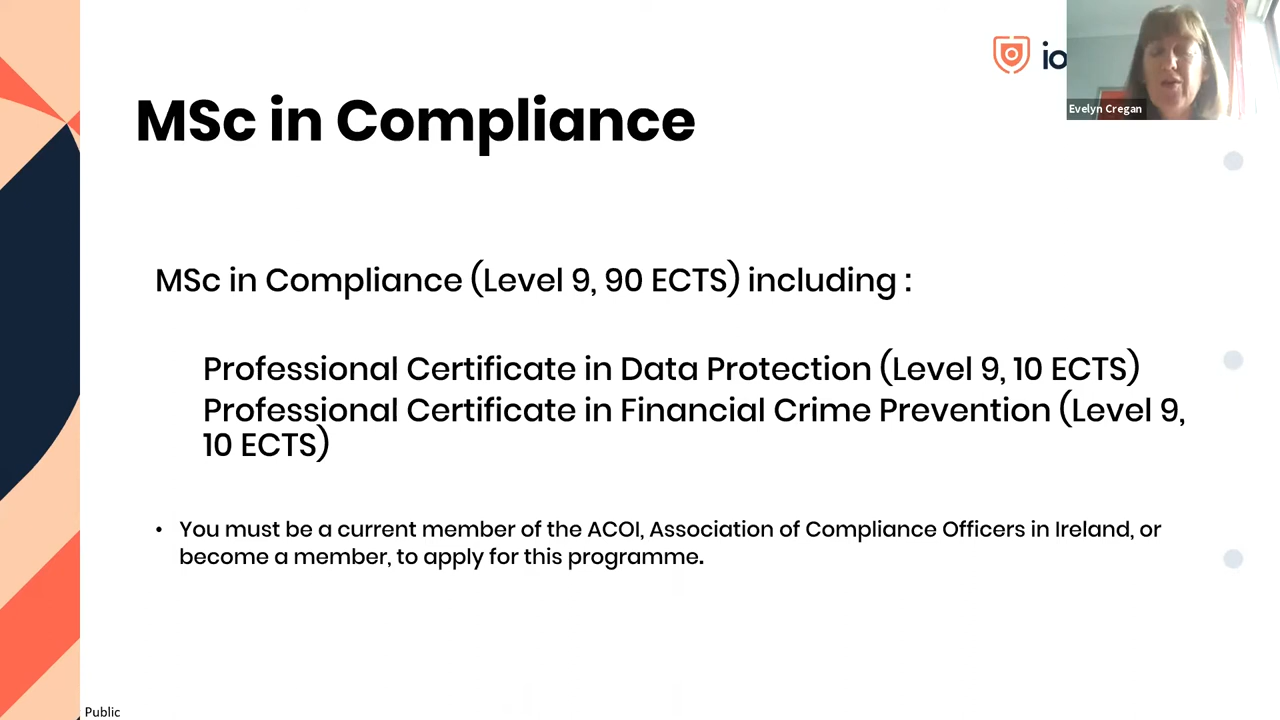 io
Evelyn Cregan
MSc in Compliance
MSc in Compliance (Level 9, 90 ECTS) including :
Professional Certificate in Data Protection (Level 9, 10 ECTS)
Professional Certificate in Financial Crime Prevention (Level 9,
10 ECTS)
• You must be a current member of the ACOI, Association of Compliance Officers in Ireland, or
become a member, to apply for this programme.
Public